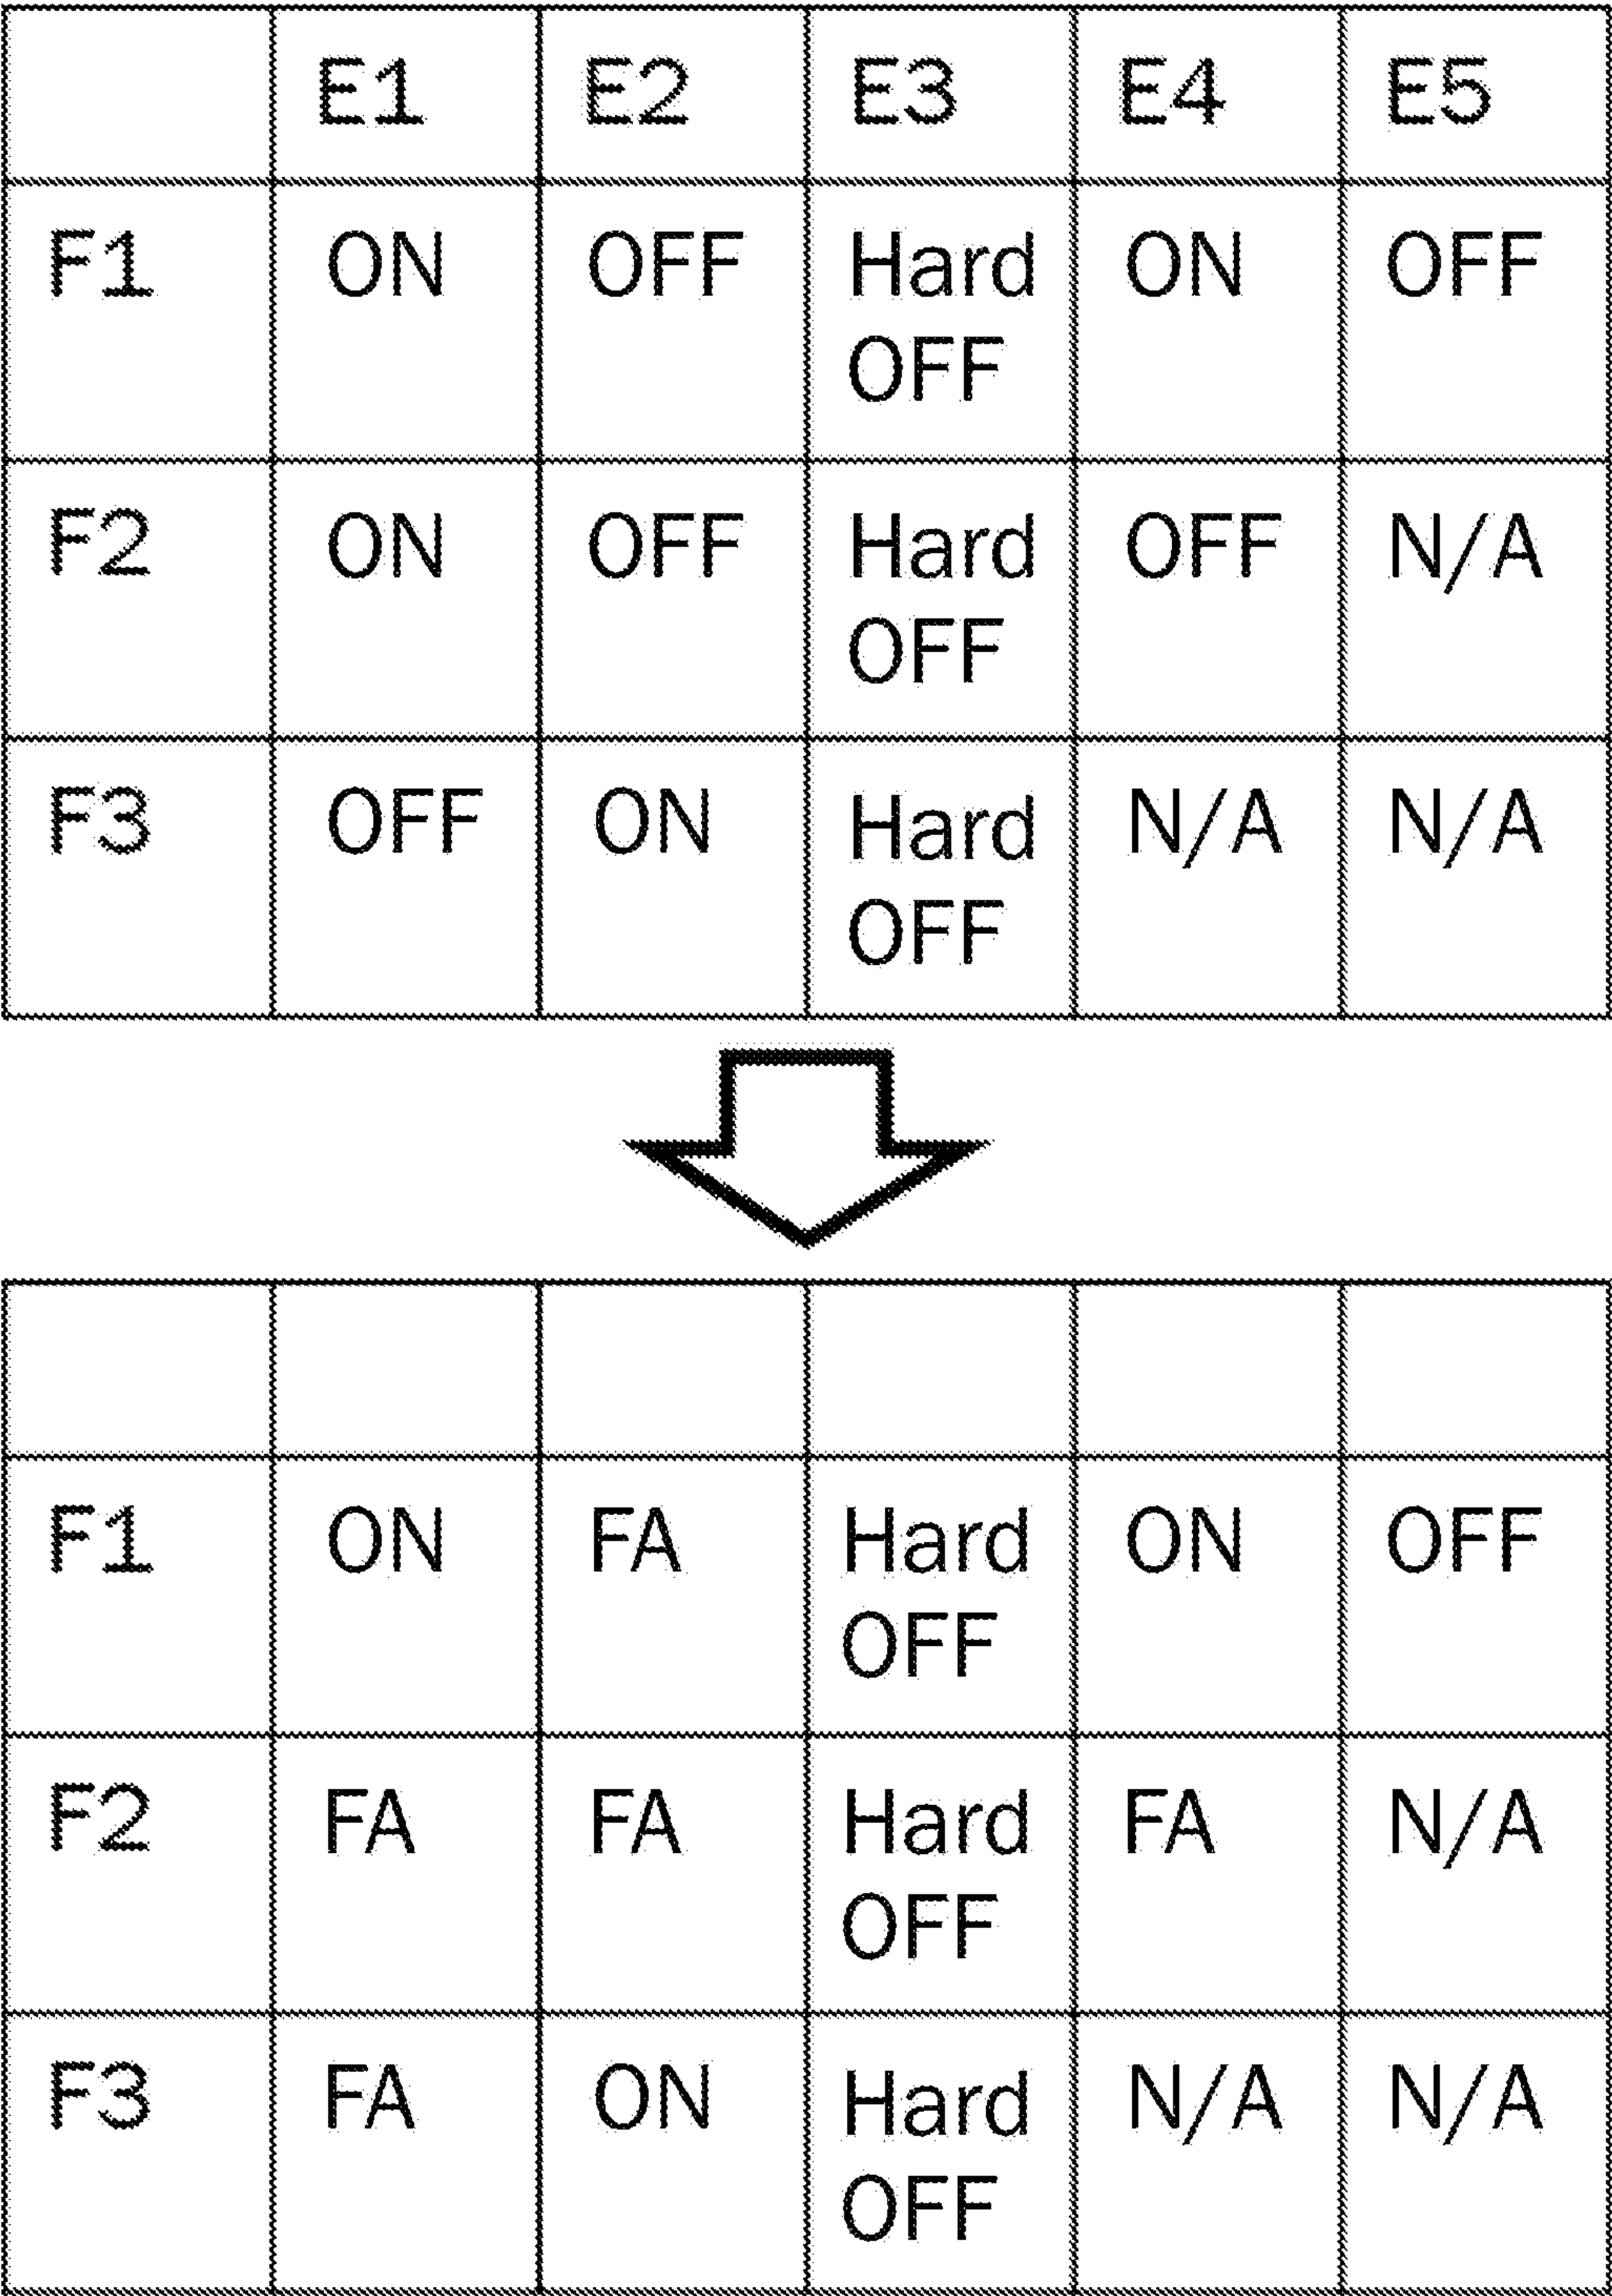 E1 E2 E3 E4 E5
F1 ON OFF Hard OFF ON OFF
F2 ON OFF Hard OFF OFF N/A
F3 OFF ON Hard OFF N/A N/A
F1 ON FA Hard OFF ON OFF
F2 FA FA Hard OFF FA N/A
F3 FA ON Hard OFF N/A N/A